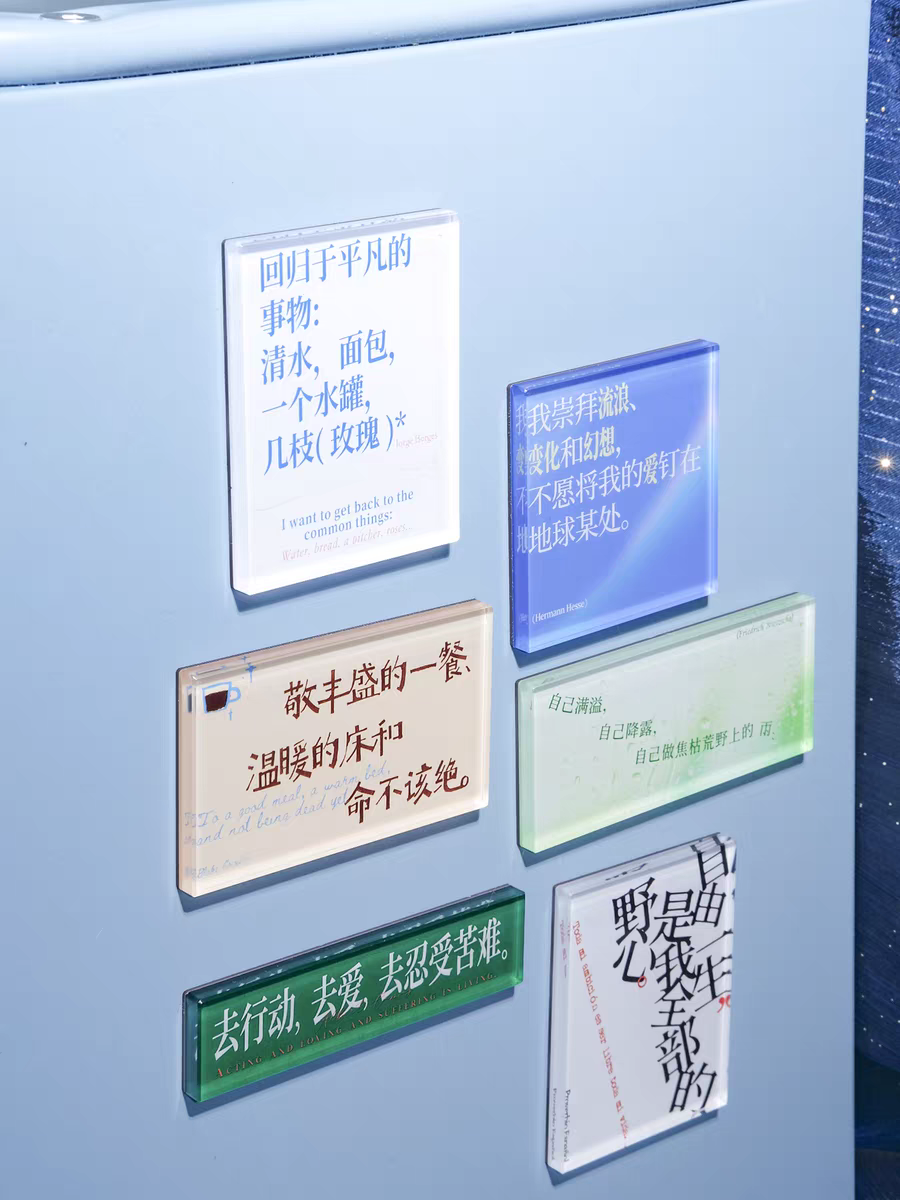 回归于平凡的
事物：
清水，面包，
一个水罐，
几枝(玫瑰)*
I want to get back to the
common things:
Water, bread, a pitcher, roses...
我崇拜流浪、
变化和幻想，
不愿将我的爱钉在
地球某处。
(Hermann Hesse)
敬丰盛的一餐、
温暖的床和
命不该绝。
To a good meal, a warm bed,
and not being dead yet
(Friedrich Nietzsche)
自己满溢，
自己降露，
自己做焦枯荒野上的 雨
去行动，去爱，去忍受苦难。
ACTING AND LOVING AND SUFFERING IS LIVING.
自由一生，
是我全部的
野心。